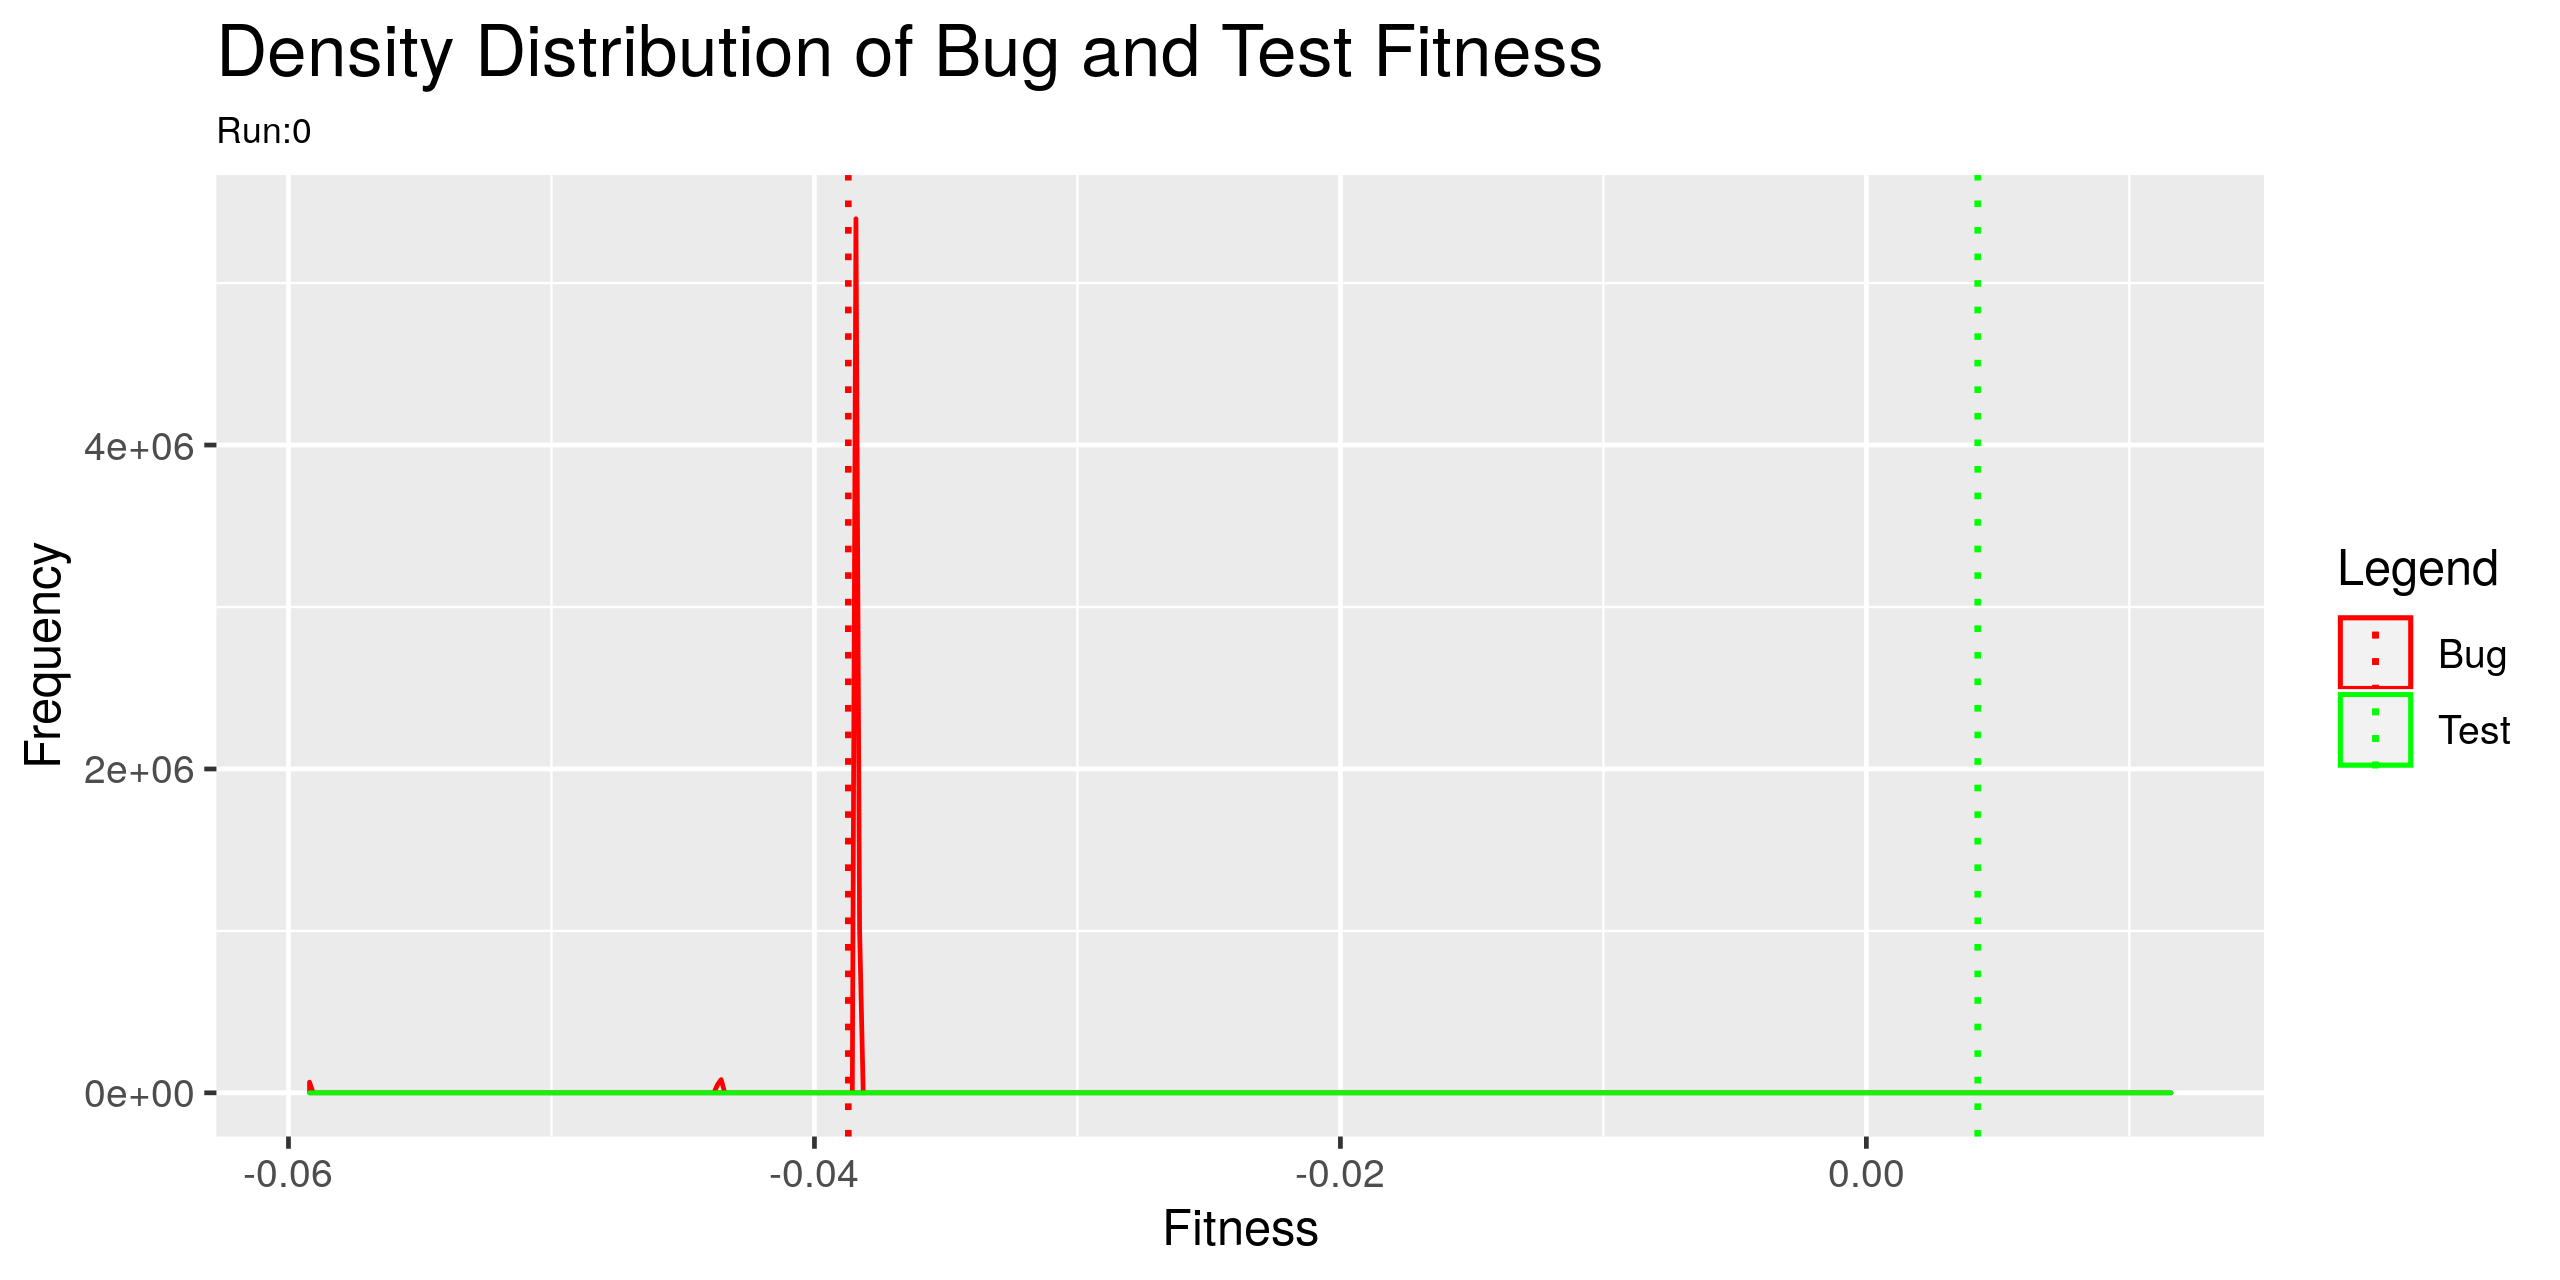 Density Distribution of Bug and Test Fitness
Run:0
4e+06
2e+06
0e+00
Frequency
-0.06
-0.04
-0.02
0.00
Fitness
Legend
Bug
Test